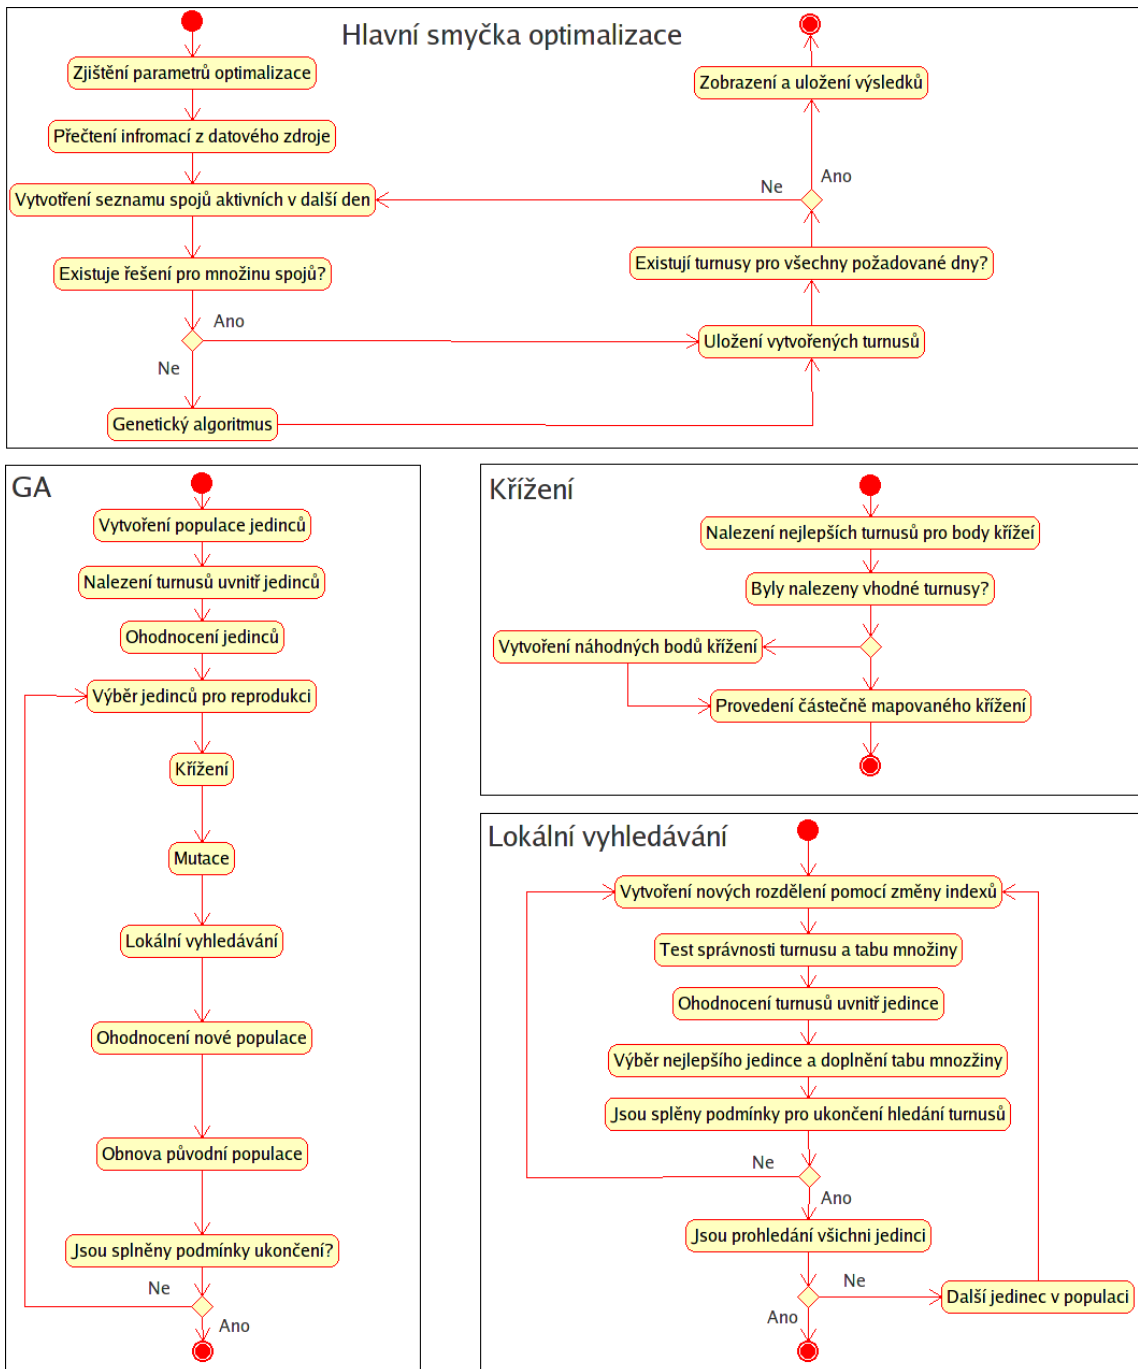 Hlavní smyčka optimalizace
Zjištění parametrů optimalizace
Přečtení infromací z datového zdroje
Vytvotření seznamu spojů aktivních v další den
Existuje řešení pro množinu spojů?
Ano
Ne
Genetický algoritmus
Zobrazení a uložení výsledků
Ano
Ne
Existují turnusy pro všechny požadované dny?
Uložení vytvořených turnusů
GA
Vytvoření populace jedinců
Nalezení turnusů uvnitř jedinců
Ohodnocení jedinců
Výběr jedinců pro reprodukci
Křížení
Mutace
Lokální vyhledávání
Ohodnocení nové populace
Obnova původní populace
Jsou splněny podmínky ukončení?
Ne
Ano
Křížení
Nalezení nejlepších turnusů pro body křížeí
Byly nalezeny vhodné turnusy?
Vytvoření náhodných bodů křížení
Provedení částečně mapovaného křížení
Lokální vyhledávání
Vytvoření nových rozdělení pomocí změny indexů
Test správnosti turnusu a tabu množiny
Ohodnocení turnusů uvnitř jedince
Výběr nejlepšího jedince a doplnění tabu mnozžiny
Jsou splěny podmínky pro ukončení hledání turnusů
Ne
Ano
Jsou prohledání všichni jedinci
Ne
Další jedinec v populaci
Ano